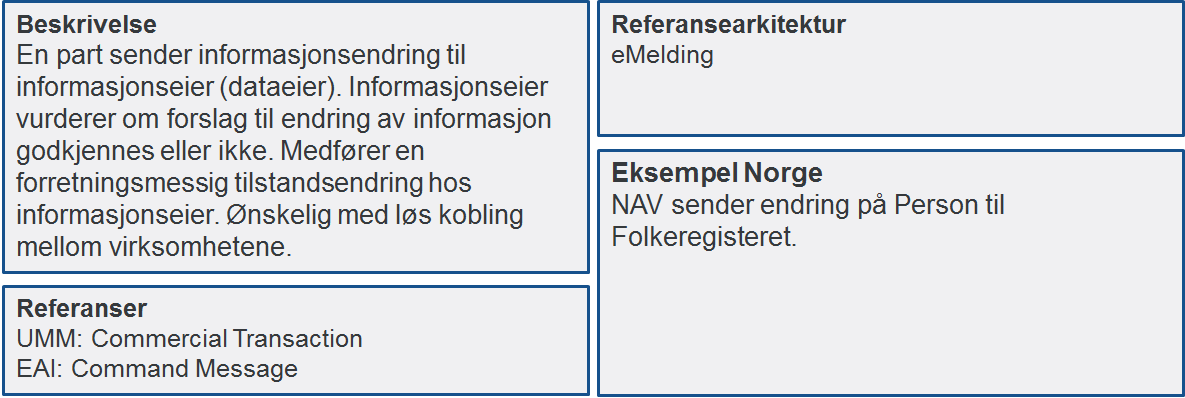 Beskrivelse
En part sender informasjonsendring til
informasjonseier (dataeier). Informasjonseier
vurderer om forslag til endring av informasjon
godkjennes eller ikke. Medfører en
forretningsmessig tilstandsendring hos
informasjonseier. Ønskelig med løs kobling
mellom virksomhetene.
Referanser
UMM: Commercial Transaction
EAI: Command Message
Referansearkitektur
eMelding
Eksempel Norge
NAV sender endring på Person til
Folkeregisteret.